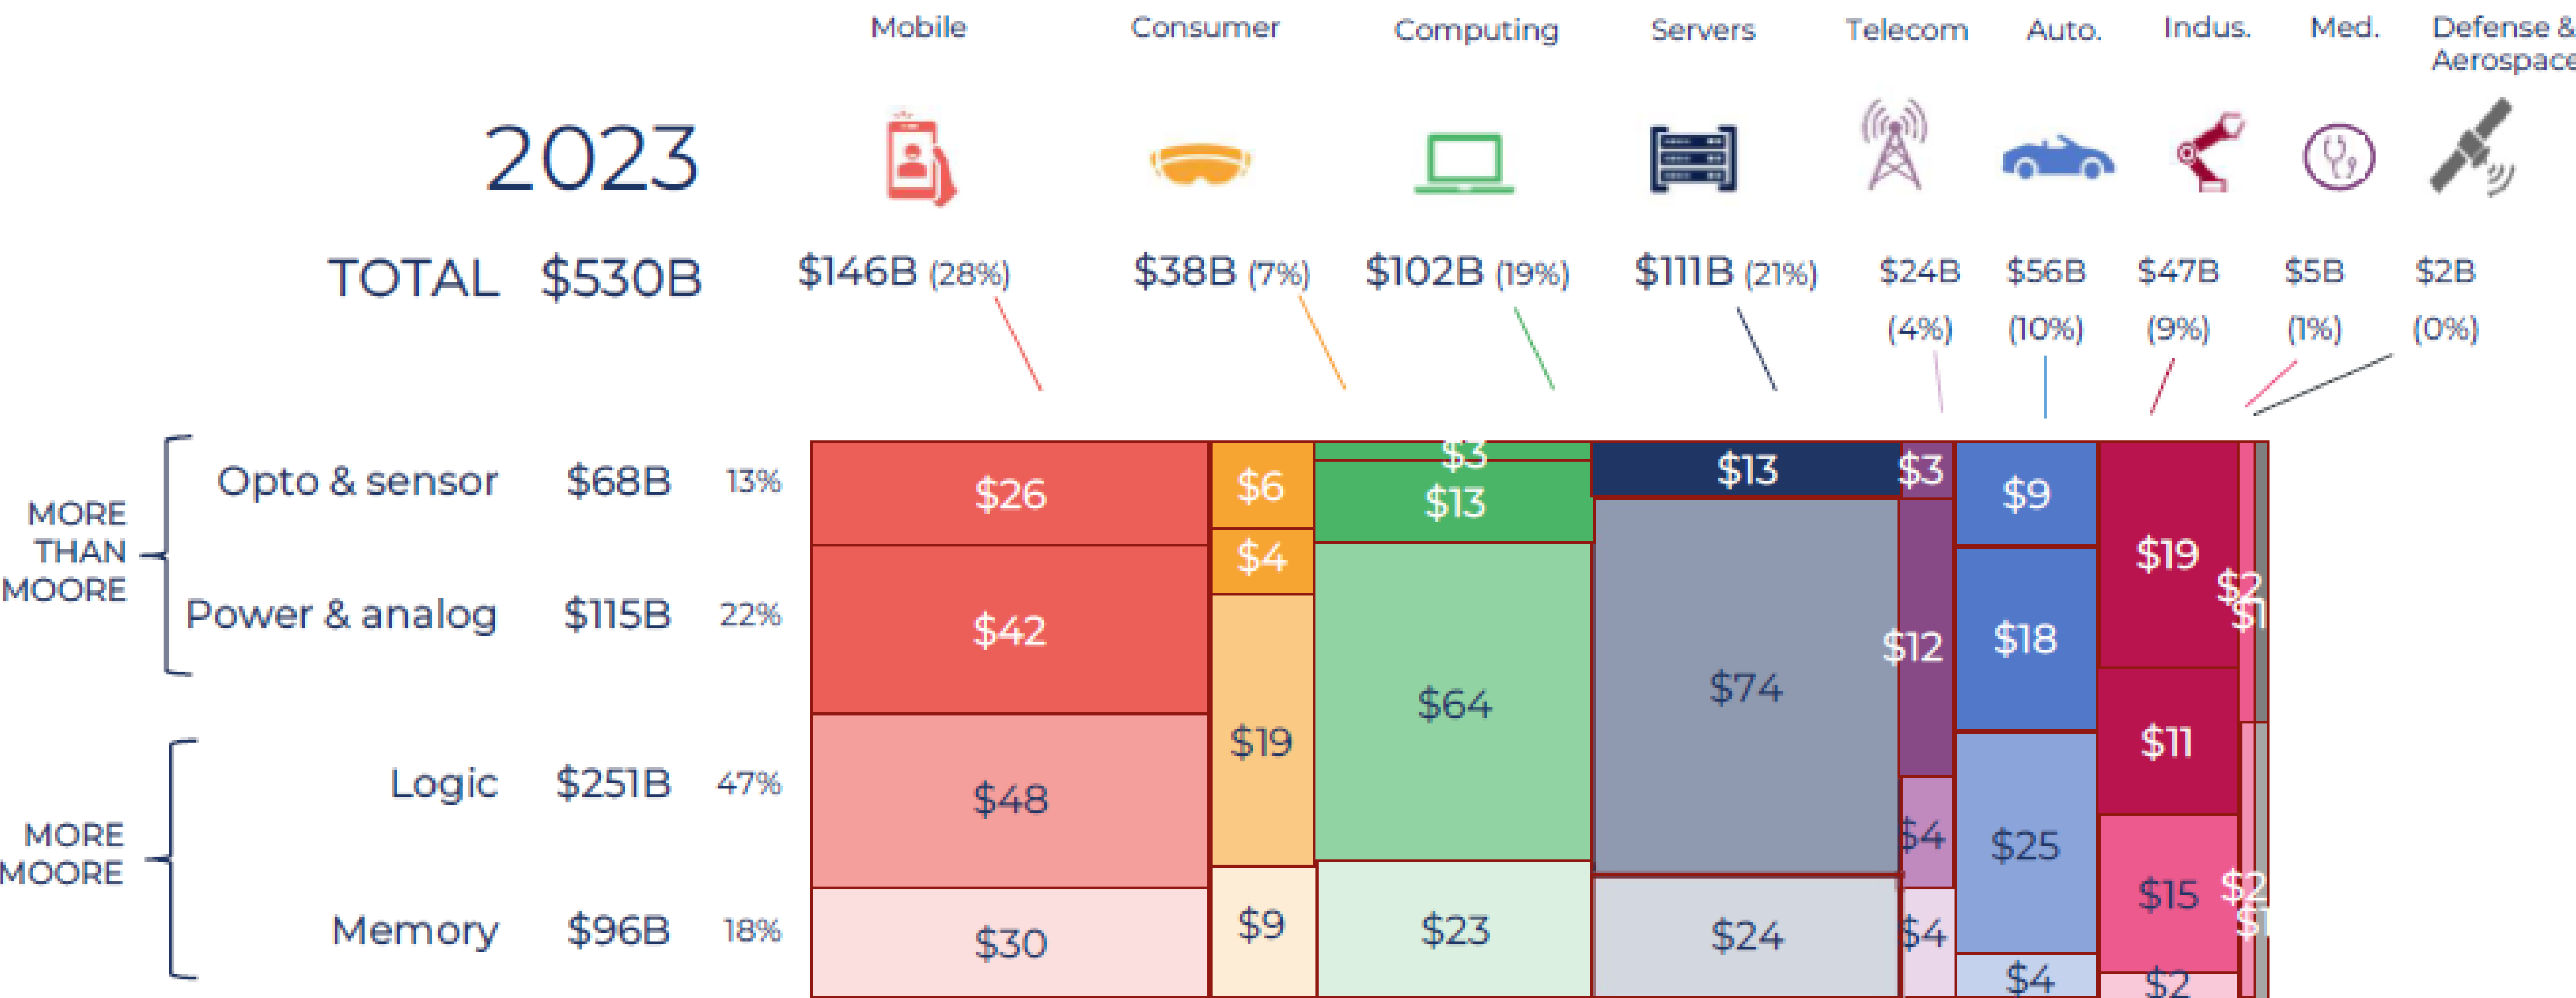 Mobile Consumer Computing Servers Telecom Auto. Indus. Med. Defense &
Aerospace
2023
TOTAL $530B $146B (28%) $38B (7%) $102B (19%) $111B (21%) $24B $56B $47B $5B $2B
(4%) (10%) (9%) (1%) (0%)
MORE
THAN
MOORE
Opto & sensor $68B 13%
Power & analog $115B 22%
MORE
MOORE
Logic $251B 47%
Memory $96B 18%
$26
$42
$48
$30
$6
$4
$19
$9
$3
$13
$64
$23
$13
$74
$24
$3
$12
$4
$4
$9
$18
$25
$4
$19
$11
$15
$2
$2
$1
$2
$1